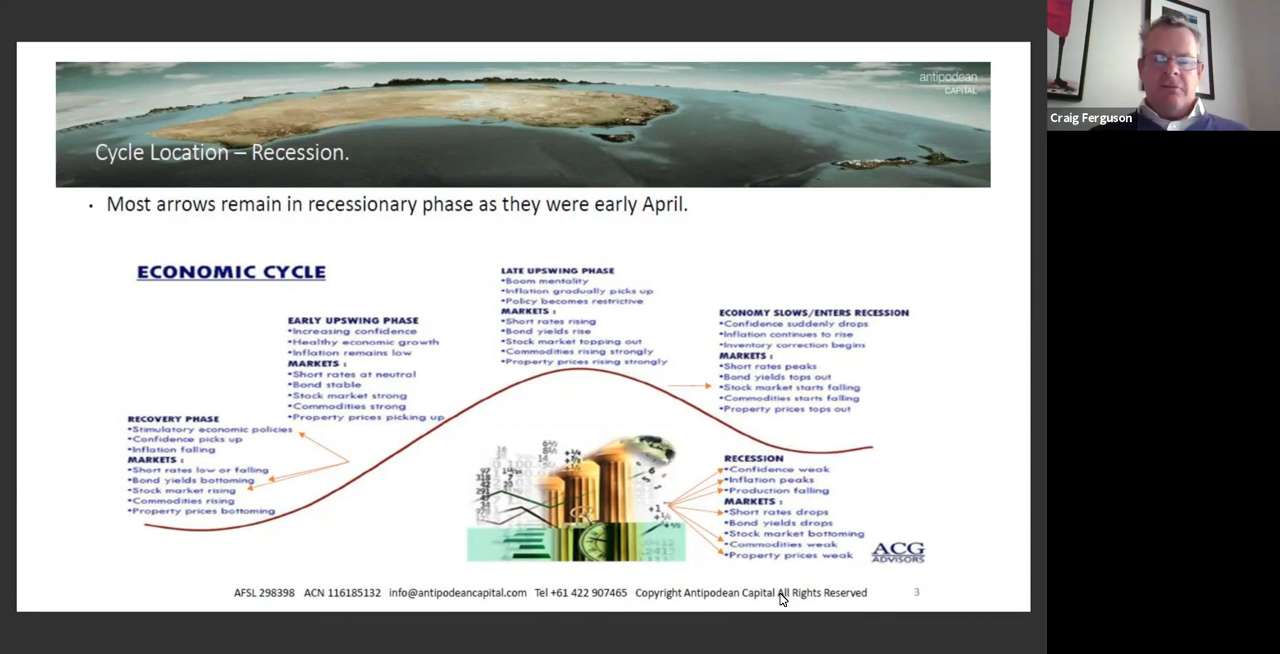 antipodean
CAPITAL
Craig Ferguson
Cycle Location – Recession.
• Most arrows remain in recessionary phase as they were early April.
ECONOMIC CYCLE
EARLY UPSWING PHASE
•Increasing confidence
•Healthy economic growth
•Inflation remains low
MARKETS :
•Short rates at neutral
•Bond stable
•Stock market strong
•Commodities strong
•Property prices picking up
LATE UPSWING PHASE
•Boom mentality
•Inflation gradually picks up
•Policy becomes restrictive
MARKETS :
•Short rates rising
•Bond yields rise
•Stock market topping out
•Commodities rising strongly
•Property prices rising strongly
ECONOMY SLOWS/ENTERS RECESSION
•Confidence suddenly drops
•Inflation continues to rise
•Inventory correction begins
MARKETS :
•Short rates peaks
•Bond yields tops out
•Stock market starts falling
•Commodities starts falling
•Property prices tops out
RECOVERY PHASE
•Stimulatory economic policies
•Confidence picks up
•Inflation falling
MARKETS :
•Short rates low or falling
•Bond yields bottoming
•Stock market rising
•Commodities rising
•Property prices bottoming
RECESSION
•Confidence weak
•Inflation peaks
•Production falling
MARKETS :
•Short rates drops
•Bond yields drops
•Stock market bottoming
•Commodities weak
•Property prices weak
ACG
ADVISORS
AFSL 298398 ACN 116185132 info@antipodeancapital.com Tel +61 422 907465 Copyright Antipodean Capital All Rights Reserved
3